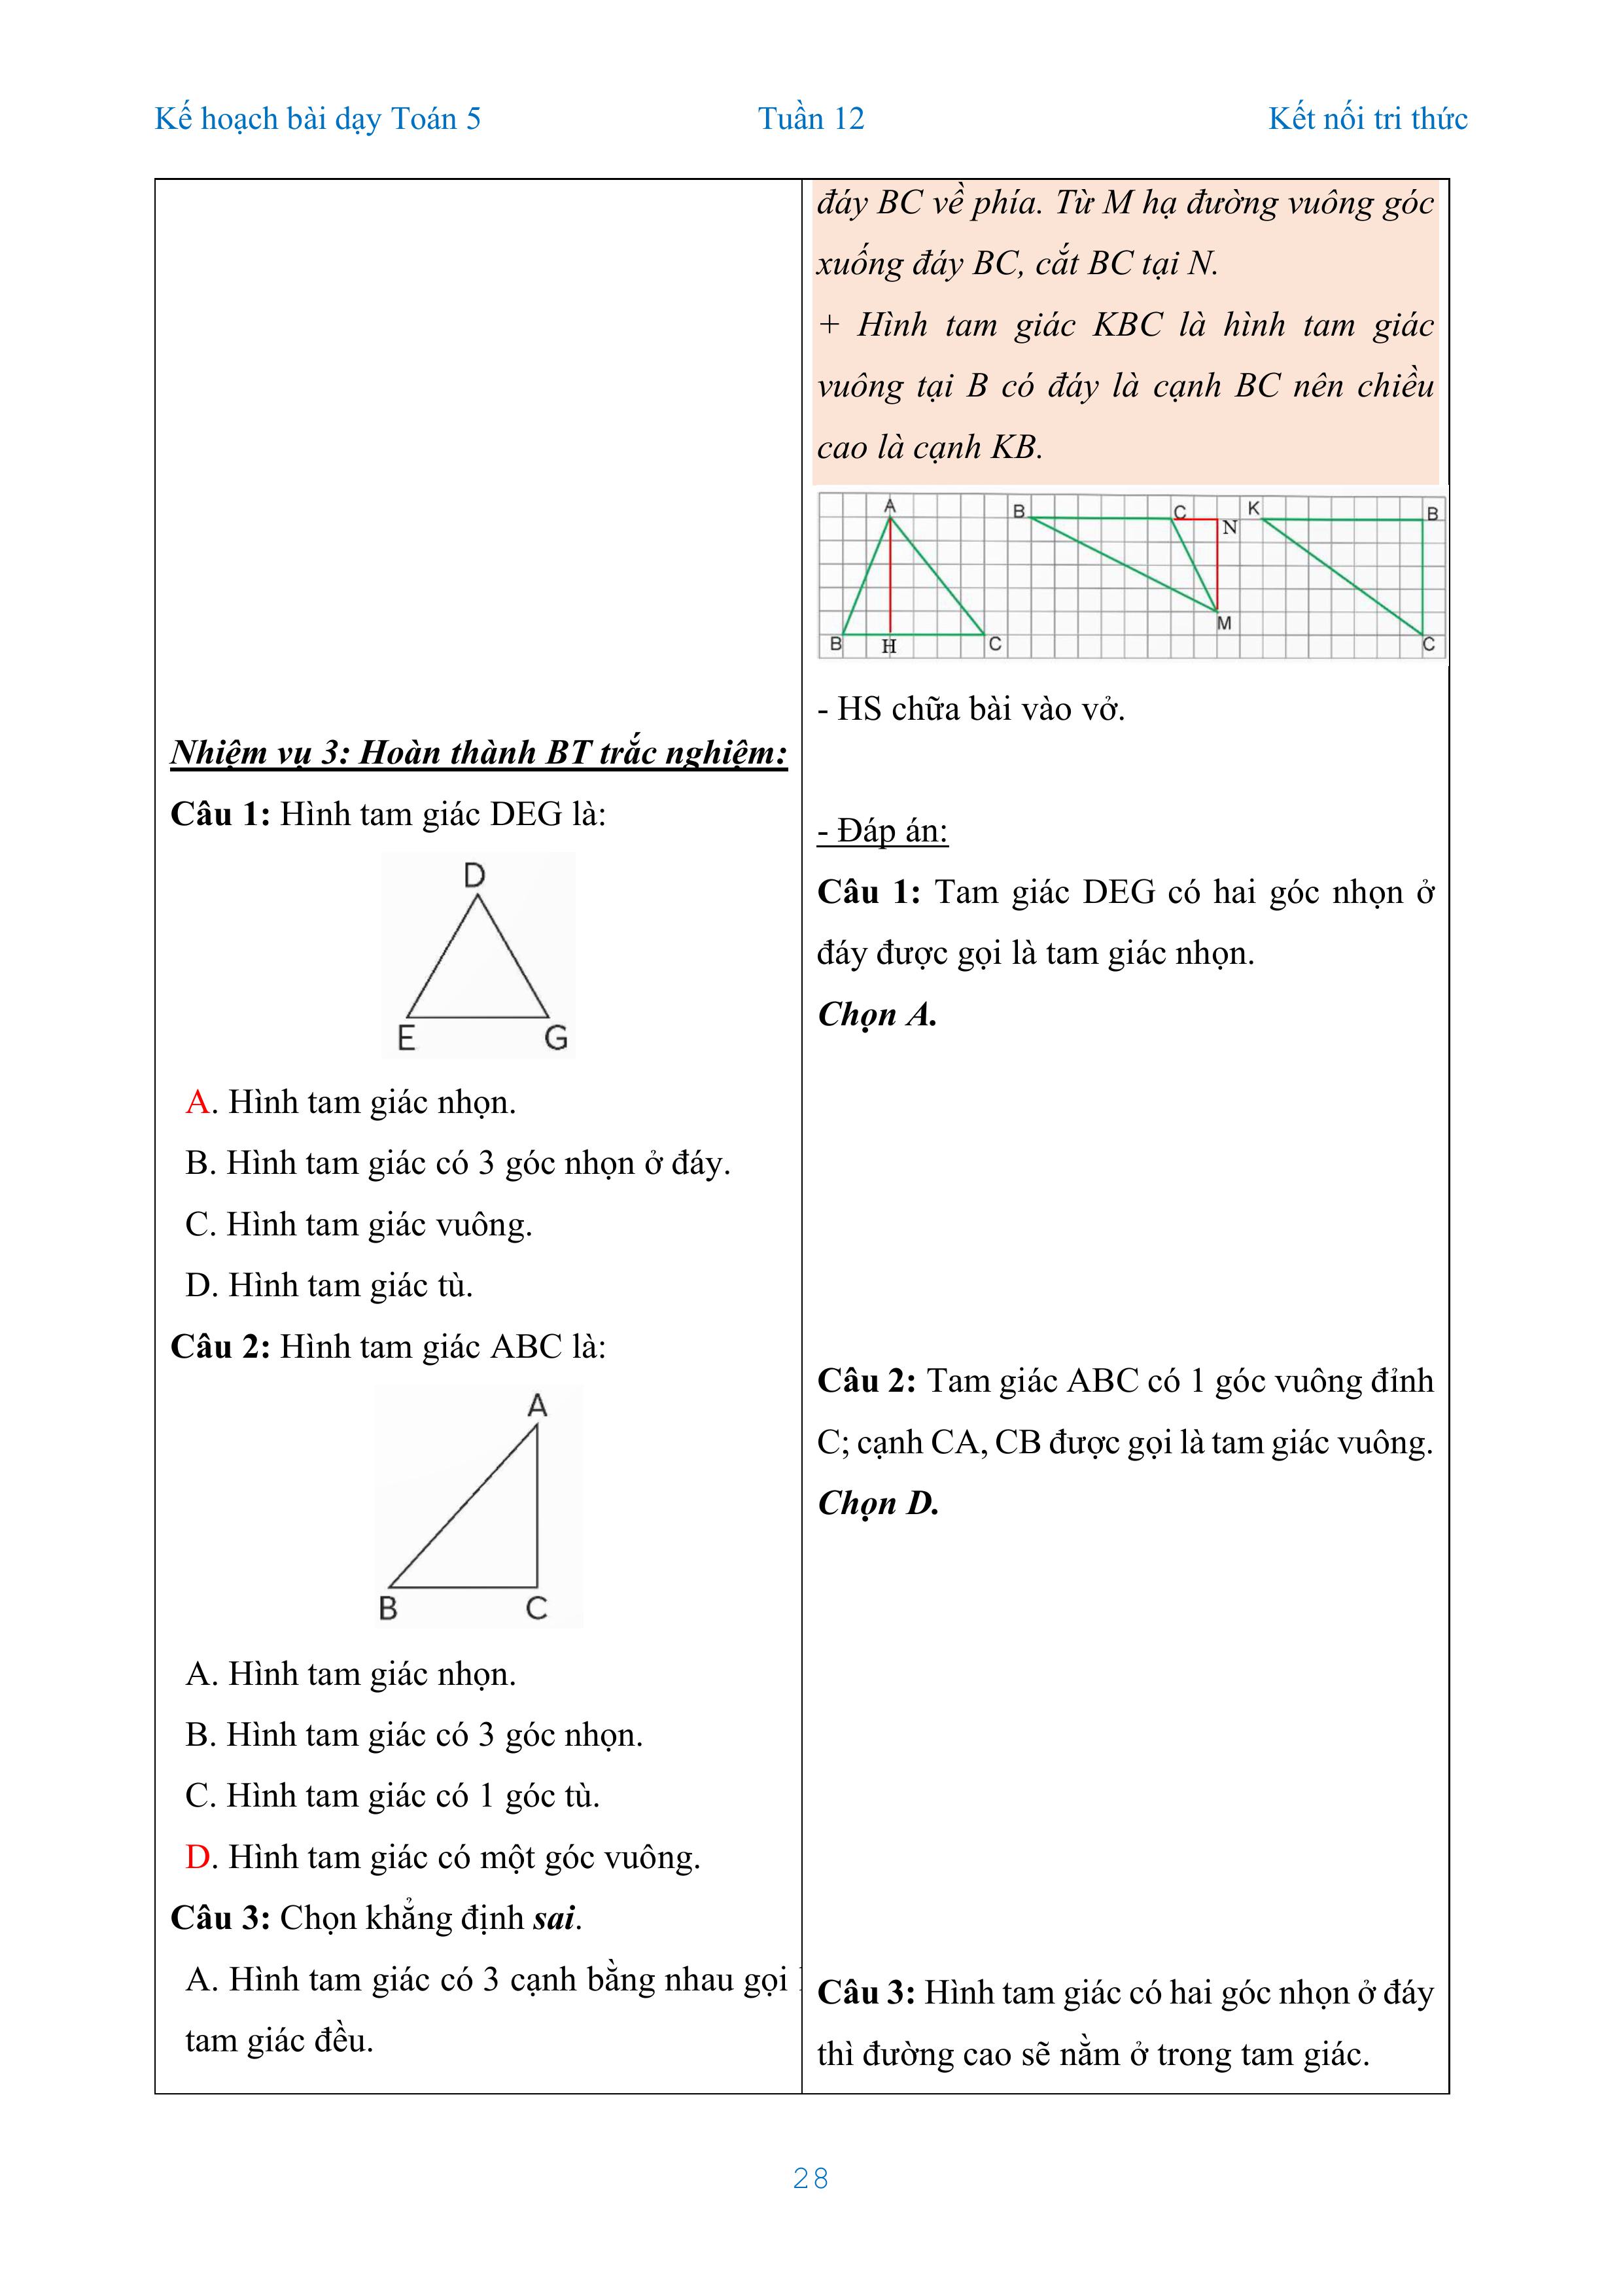 Kế hoạch bài dạy Toán 5 Tuần 12 Kết nối tri thức
đáy BC về phía. Từ M hạ đường vuông góc
xuống đáy BC, cắt BC tại N.
+ Hình tam giác KBC là hình tam giác
vuông tại B có đáy là cạnh BC nên chiều
cao là cạnh KB.
A B C N K B
B H C M C
- HS chữa bài vào vở.
Nhiệm vụ 3: Hoàn thành BT trắc nghiệm:
Câu 1: Hình tam giác DEG là:
D
E G
A. Hình tam giác nhọn.
B. Hình tam giác có 3 góc nhọn ở đáy.
C. Hình tam giác vuông.
D. Hình tam giác tù.
Câu 2: Hình tam giác ABC là:
A
B C
A. Hình tam giác nhọn.
B. Hình tam giác có 3 góc nhọn.
C. Hình tam giác có 1 góc tù.
D. Hình tam giác có một góc vuông.
Câu 3: Chọn khẳng định sai.
A. Hình tam giác có 3 cạnh bằng nhau gọi
tam giác đều.
- Đáp án:
Câu 1: Tam giác DEG có hai góc nhọn ở
đáy được gọi là tam giác nhọn.
Chọn A.
Câu 2: Tam giác ABC có 1 góc vuông đỉnh
C; cạnh CA, CB được gọi là tam giác vuông.
Chọn D.
Câu 3: Hình tam giác có hai góc nhọn ở đáy
thì đường cao sẽ nằm ở trong tam giác.
28